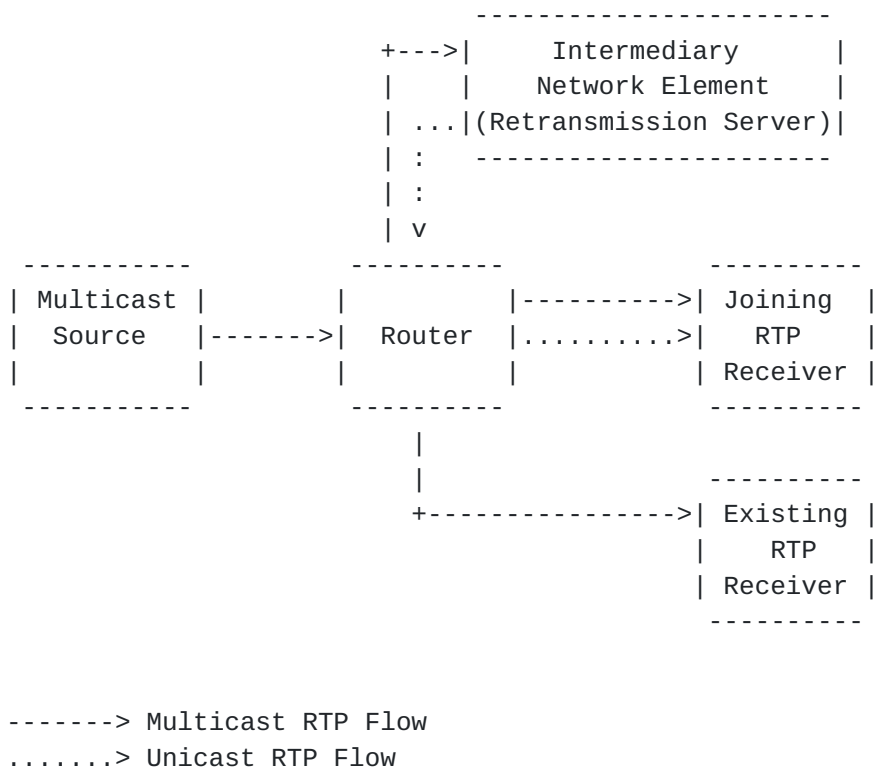 Intermediary
Network Element
(Retransmission Server)
Multicast
Source
Router
Joining
RTP
Receiver
Existing
RTP
Receiver
-------> Multicast RTP Flow
.......> Unicast RTP Flow